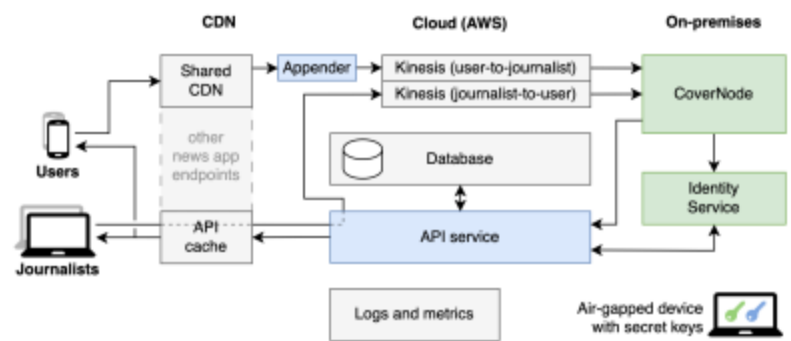 CDN
Cloud (AWS)
On-premises
Shared
CDN
Appender
Kinesis (user-to-journalist)
Kinesis (journalist-to-user)
CoverNode
other
news app
endpoints
Users
Database
Identity
Service
API
cache
API service
Journalists
Logs and metrics
Air-gapped device
with secret keys